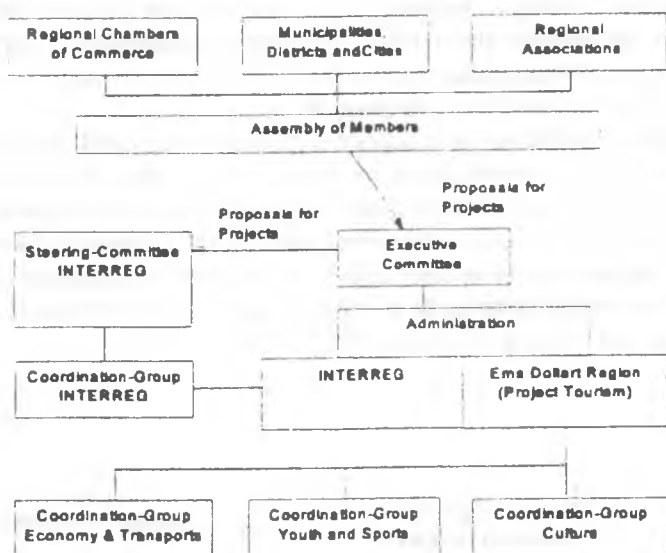 Regional Chambers
of Commerce
Municipalities,
Districts and Cities
Regional
Associations
Assembly of Members
Proposals for
Projects
Proposals for
Projects
Steering-Committee
INTERREG
Executive
Committee
Administration
Coordination-Group
INTERREG
INTERREG
Ems Dollart Region
(Project Tourism)
Coordination-Group
Economy & Transports
Coordination-Group
Youth and Sports
Coordination-Group
Culture